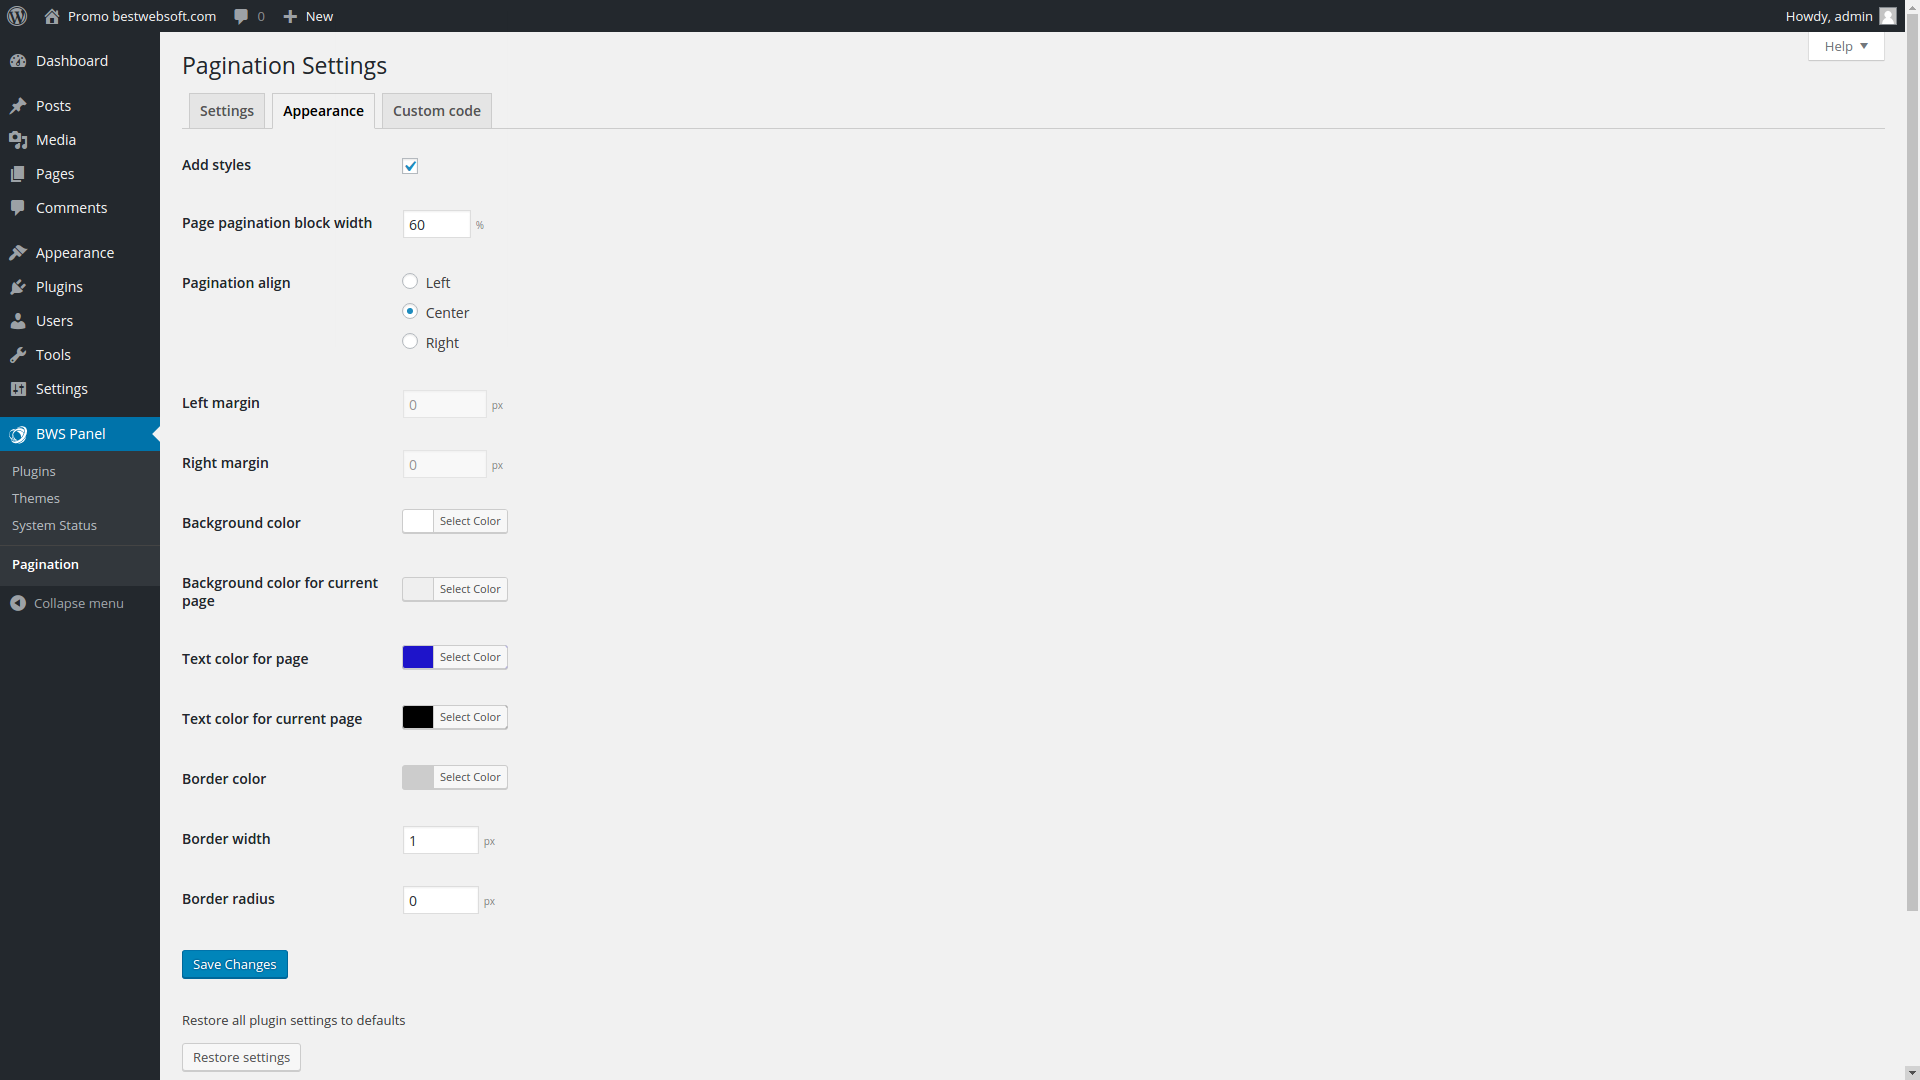 Promo bestwebsoft.com 0 New Howdy, admin
Help
Dashboard
Posts
Media
Pages
Comments
Appearance
Plugins
Users
Tools
Settings
BWS Panel
Plugins
Themes
System Status
Pagination
Collapse menu
Pagination Settings
Settings Appearance Custom code
Add styles
Page pagination block width 60 %
Pagination align Left
Center
Right
Left margin 0 px
Right margin 0 px
Background color Select Color
Background color for current
page Select Color
Text color for page Select Color
Text color for current page Select Color
Border color Select Color
Border width 1 px
Border radius 0 px
Save Changes
Restore all plugin settings to defaults
Restore settings